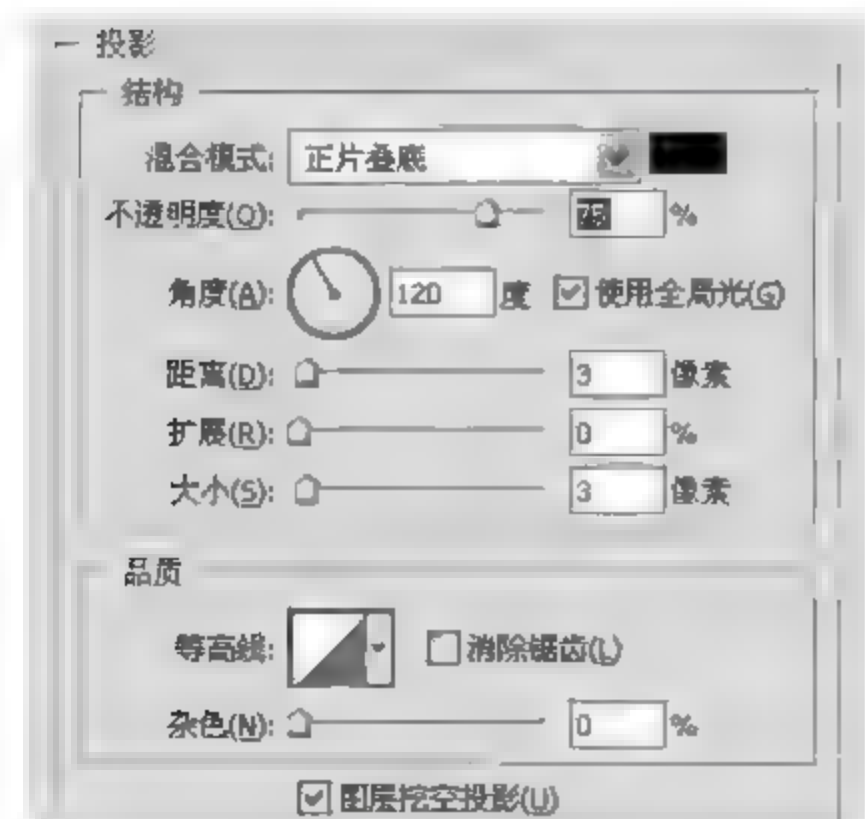 投影
结构
混合模式: 正片叠底
不透明度(O): 75 %
角度(A): 120 度 使用全局光(G)
距离(D): 3 像素
扩展(R): 0 %
大小(S): 3 像素
品质
等高线: 消除锯齿(L)
杂色(N): 0 %
图层挖空投影(U)